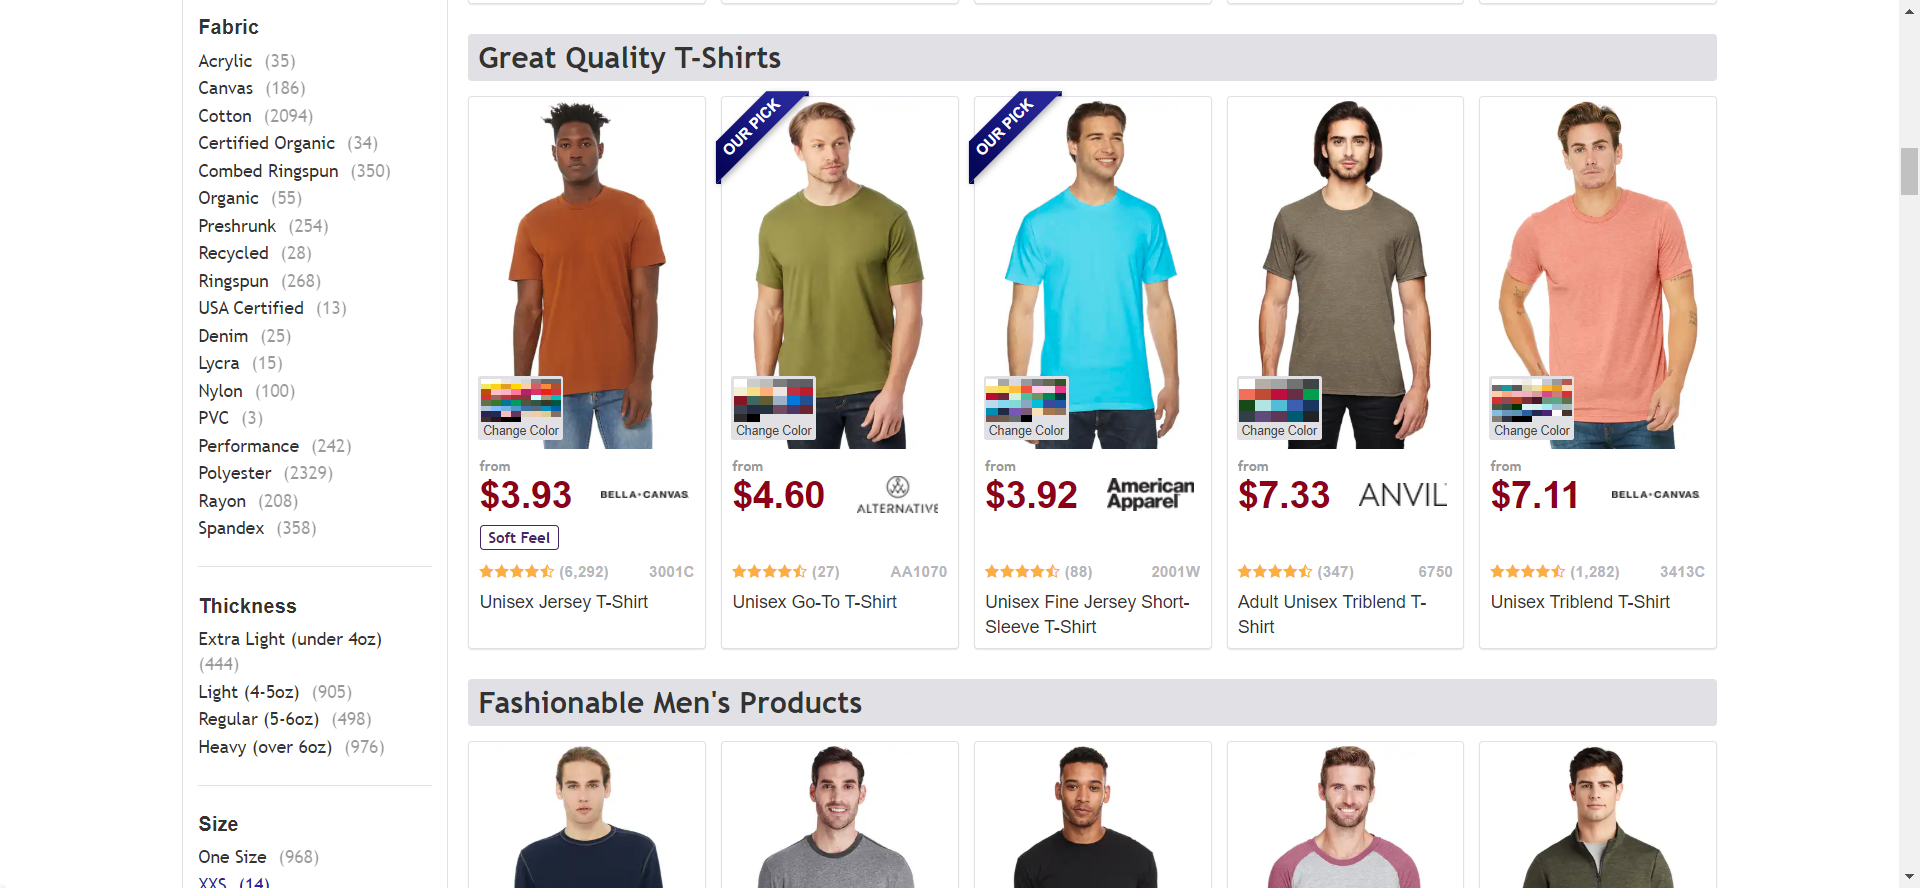 Fabric
Acrylic (35)
Canvas (186)
Cotton (2094)
Certified Organic (34)
Combed Ringspun (350)
Organic (55)
Preshrunk (254)
Recycled (28)
Ringspun (268)
USA Certified (13)
Denim (25)
Lycra (15)
Nylon (100)
PVC (3)
Performance (242)
Polyester (2329)
Rayon (208)
Spandex (358)
Thickness
Extra Light (under 4oz)
(444)
Light (4-5oz) (905)
Regular (5-6oz) (498)
Heavy (over 6oz) (976)
Size
One Size (968)
XXS (14)
Great Quality T-Shirts
Change Color
from
$3.93
BELLA+CANVAS
Soft Feel
(6,292) 3001C
Unisex Jersey T-Shirt
OUR PICK
Change Color
from
$4.60
ALTERNATIVE
(27) AA1070
Unisex Go-To T-Shirt
OUR PICK
Change Color
from
$3.92
American
Apparel
(88) 2001W
Unisex Fine Jersey Short-
Sleeve T-Shirt
Change Color
from
$7.33
ANVIL
(347) 6750
Adult Unisex Triblend T-
Shirt
Change Color
from
$7.11
BELLA+CANVAS
(1,282) 3413C
Unisex Triblend T-Shirt
Fashionable Men's Products